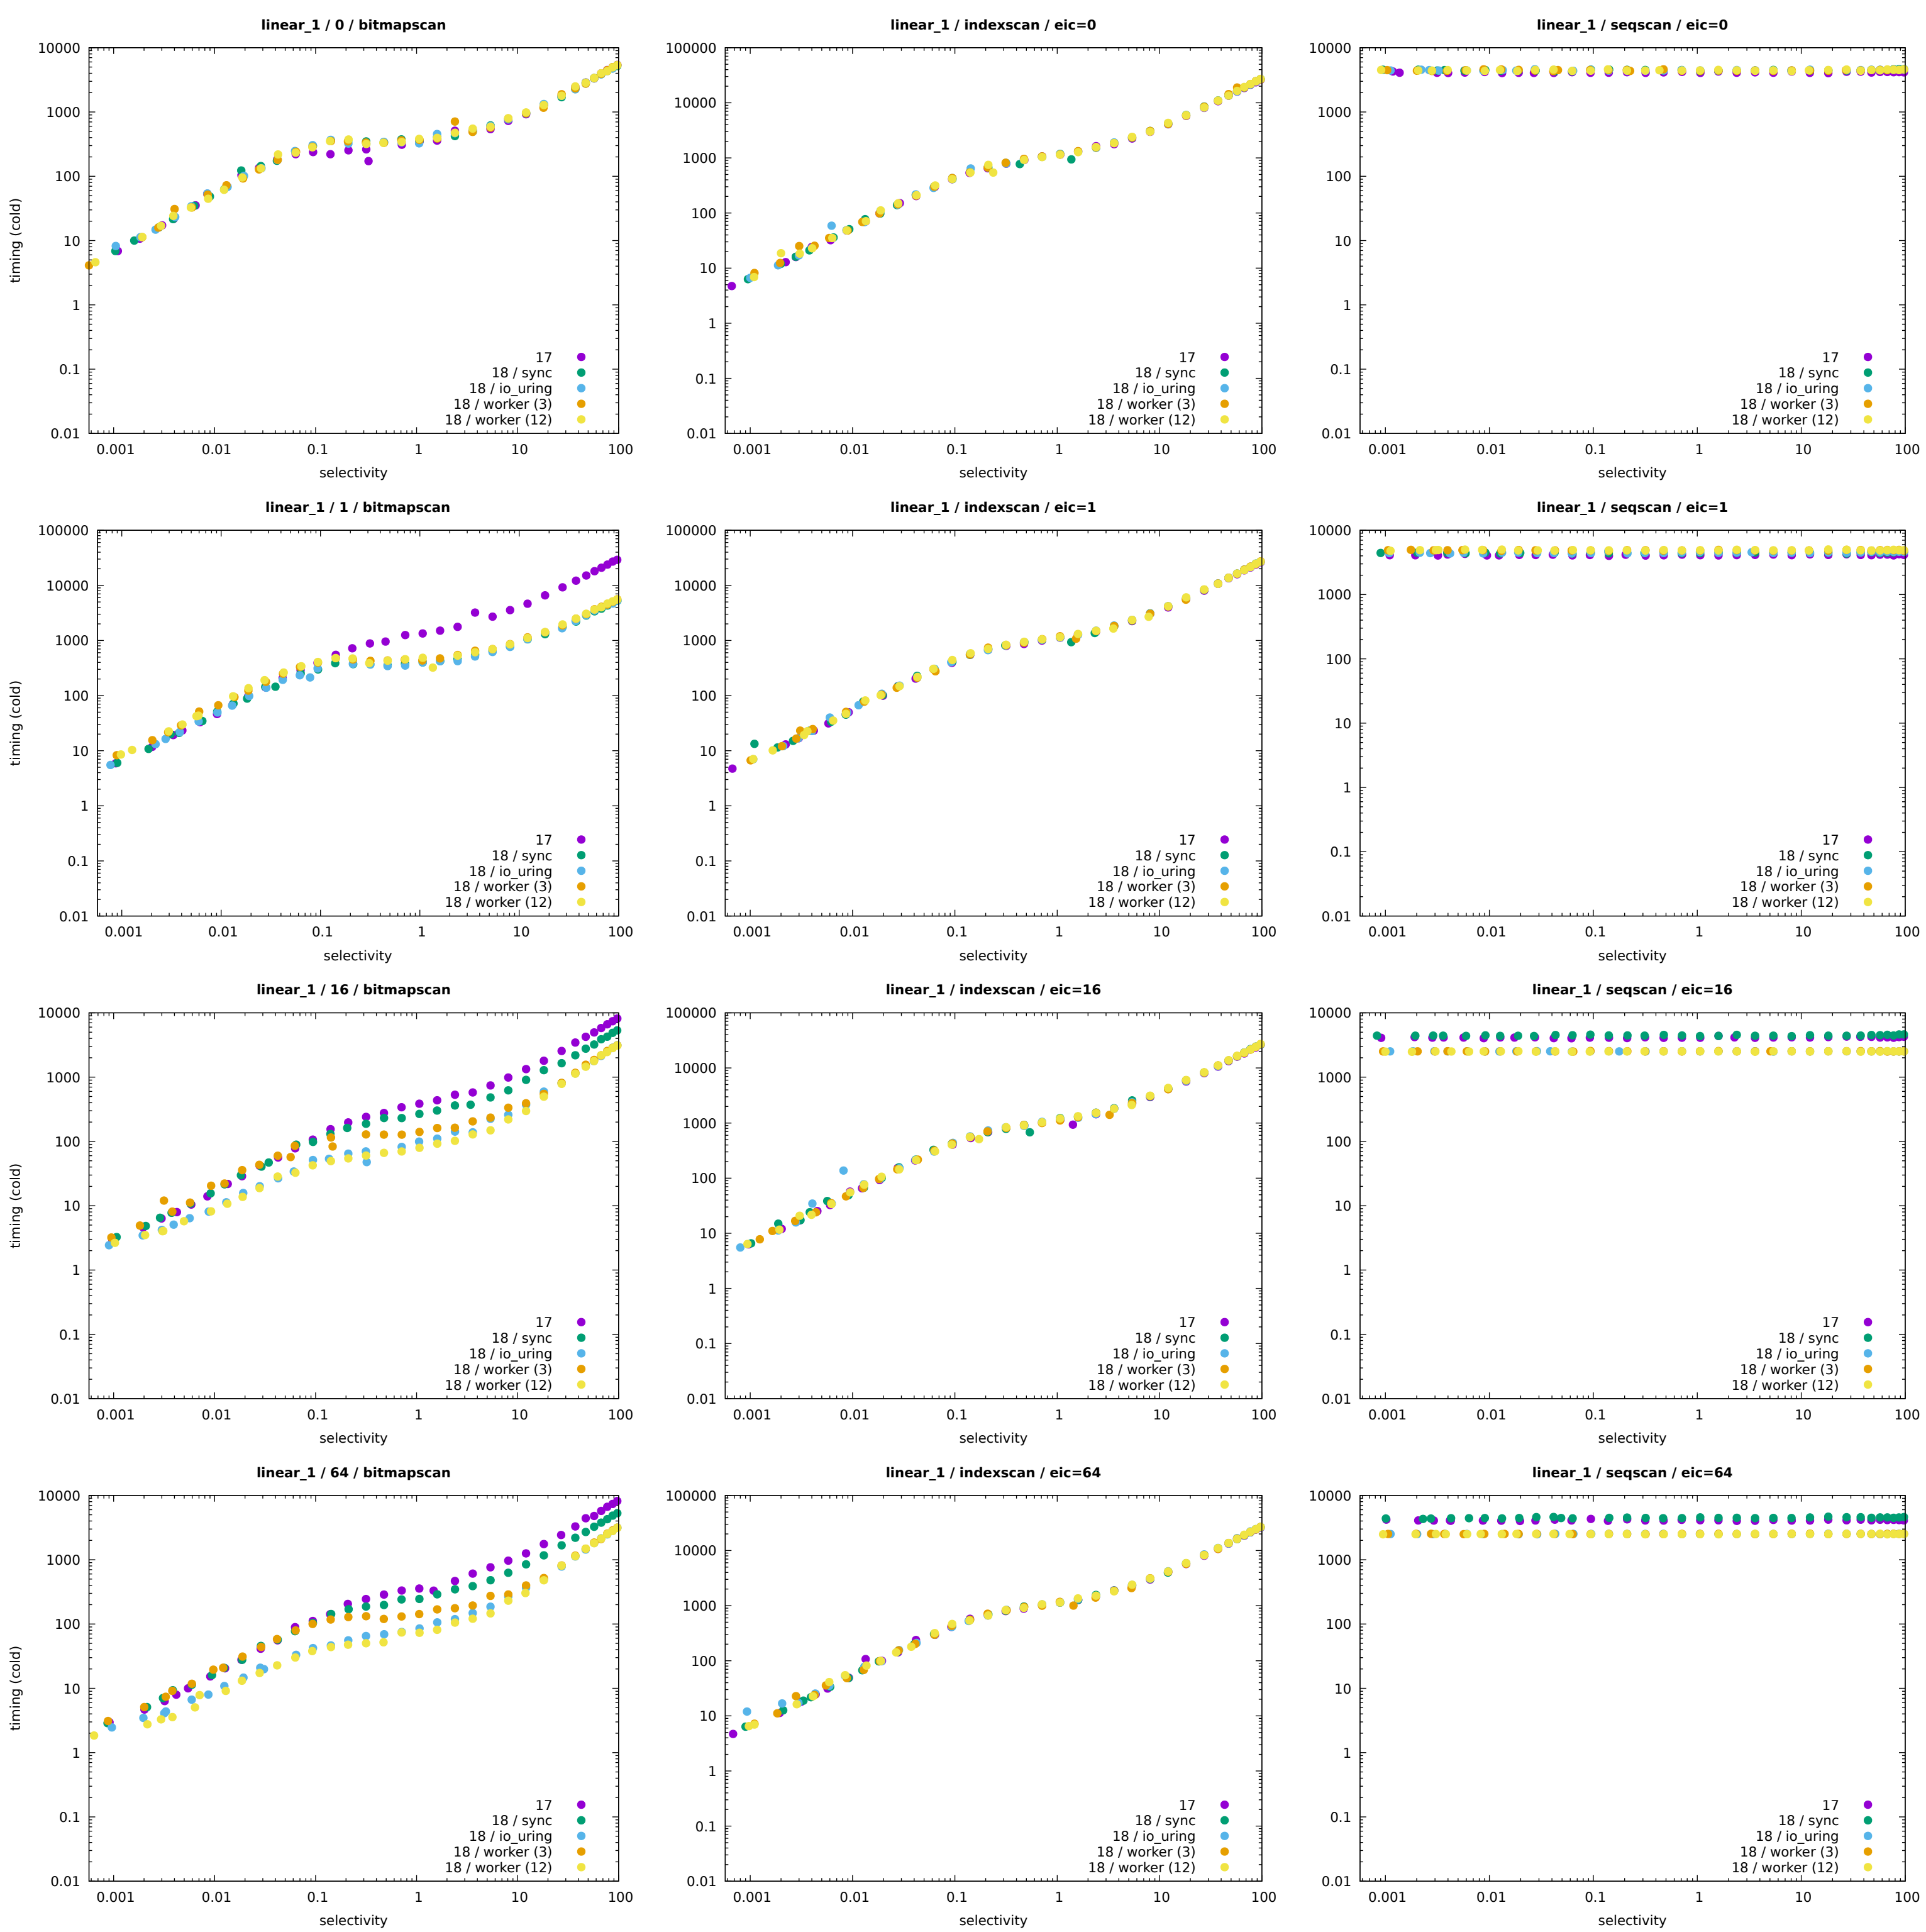 linear_1 / 0 / bitmapscan
10000
1000
100
10
1
0.1
0.01
timing (cold)
17
18 / sync
18 / io_uring
18 / worker (3)
18 / worker (12)
0.001 0.01 0.1 1 10 100
selectivity
linear_1 / indexscan / eic=0
100000
10000
1000
100
10
1
0.1
0.01
17
18 / sync
18 / io_uring
18 / worker (3)
18 / worker (12)
0.001 0.01 0.1 1 10 100
selectivity
linear_1 / seqscan / eic=0
10000
1000
100
10
1
0.1
0.01
17
18 / sync
18 / io_uring
18 / worker (3)
18 / worker (12)
0.001 0.01 0.1 1 10 100
selectivity
linear_1 / 1 / bitmapscan
100000
10000
1000
100
10
1
0.1
0.01
timing (cold)
17
18 / sync
18 / io_uring
18 / worker (3)
18 / worker (12)
0.001 0.01 0.1 1 10 100
selectivity
linear_1 / indexscan / eic=1
100000
10000
1000
100
10
1
0.1
0.01
17
18 / sync
18 / io_uring
18 / worker (3)
18 / worker (12)
0.001 0.01 0.1 1 10 100
selectivity
linear_1 / seqscan / eic=1
10000
1000
100
10
1
0.1
0.01
17
18 / sync
18 / io_uring
18 / worker (3)
18 / worker (12)
0.001 0.01 0.1 1 10 100
selectivity
linear_1 / 16 / bitmapscan
10000
1000
100
10
1
0.1
0.01
timing (cold)
17
18 / sync
18 / io_uring
18 / worker (3)
18 / worker (12)
0.001 0.01 0.1 1 10 100
selectivity
linear_1 / indexscan / eic=16
100000
10000
1000
100
10
1
0.1
0.01
17
18 / sync
18 / io_uring
18 / worker (3)
18 / worker (12)
0.001 0.01 0.1 1 10 100
selectivity
linear_1 / seqscan / eic=16
10000
1000
100
10
1
0.1
0.01
17
18 / sync
18 / io_uring
18 / worker (3)
18 / worker (12)
0.001 0.01 0.1 1 10 100
selectivity
linear_1 / 64 / bitmapscan
10000
1000
100
10
1
0.1
0.01
timing (cold)
17
18 / sync
18 / io_uring
18 / worker (3)
18 / worker (12)
0.001 0.01 0.1 1 10 100
selectivity
linear_1 / indexscan / eic=64
100000
10000
1000
100
10
1
0.1
0.01
17
18 / sync
18 / io_uring
18 / worker (3)
18 / worker (12)
0.001 0.01 0.1 1 10 100
selectivity
linear_1 / seqscan / eic=64
10000
1000
100
10
1
0.1
0.01
17
18 / sync
18 / io_uring
18 / worker (3)
18 / worker (12)
0.001 0.01 0.1 1 10 100
selectivity